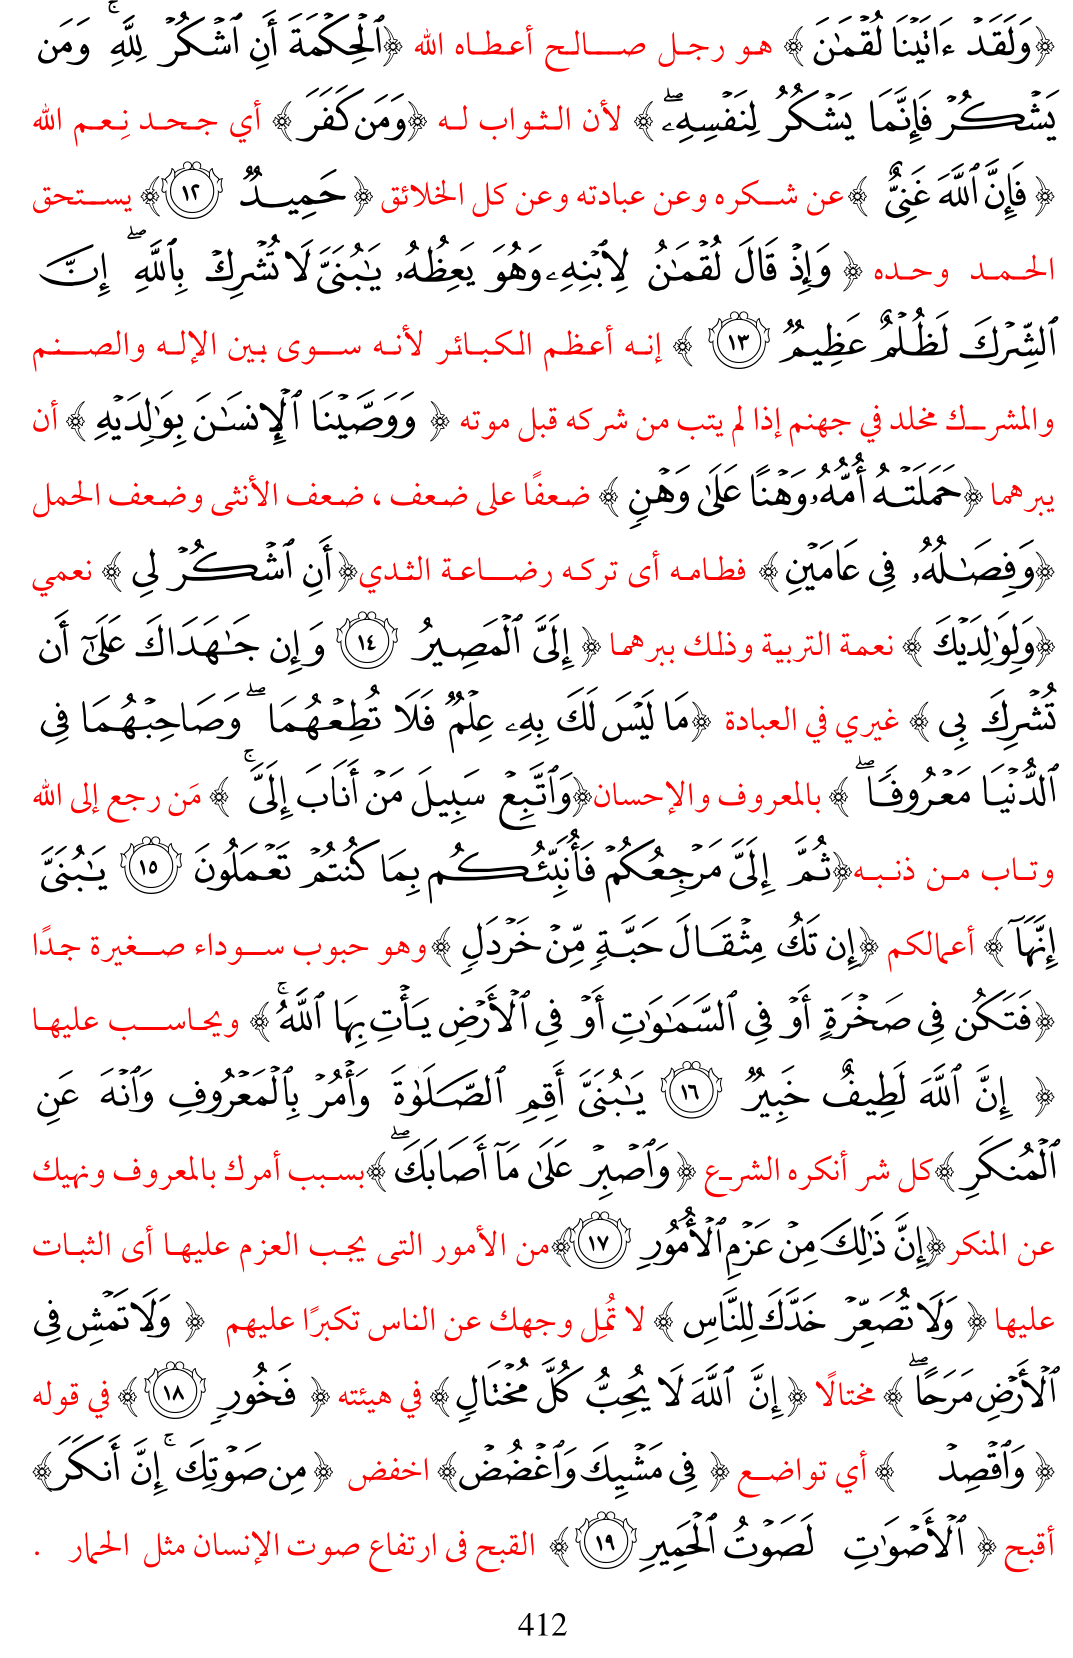 ﴿وَلَقَدْ ءَاتَيْنَا لُقْمَٰنَ ﴾ هو رجل صالح أعطاه الله ﴿ٱلْحِكْمَةَ أَنِ ٱشْكُرْ لِلَّهِ ۚ وَمَن
يَشْكُرْ فَإِنَّمَا يَشْكُرُ لِنَفْسِهِۦ ۖ ﴾ لأن الثواب له ﴿وَمَن كَفَرَ ﴾ أي جحد نِعم الله
﴿ فَإِنَّ ٱللَّهَ غَنِىٌّ ﴾عن شكره وعن عبادته وعن كل الخلائق ﴿ حَمِيدٌ ١٢﴾ يستحق
الحمد وحده ﴿ وَإِذْ قَالَ لُقْمَٰنُ لِٱبْنِهِۦ وَهُوَ يَعِظُهُۥ يَٰبُنَىَّ لَا تُشْرِكْ بِٱللَّهِ ۖ إِنَّ
ٱلشِّرْكَ لَظُلْمٌ عَظِيمٌ ١٣ ﴾ إنه أعظم الكبائر لأنه سوى بين الإله والصنم
والمشرك مخلد في جهنم إذا لم يتب من شركه قبل موته ﴿ وَوَصَّيْنَا ٱلْإِنسَٰنَ بِوَٰلِدَيْهِ ﴾ أن
يبرهما ﴿حَمَلَتْهُ أُمُّهُۥ وَهْنًا عَلَىٰ وَهْنٍ ﴾ ضعفًا على ضعف ، ضعف الأنثى وضعف الحمل
﴿وَفِصَٰلُهُۥ فِى عَامَيْنِ ﴾ فطامه أى تركه رضاعة الثدي﴿أَنِ ٱشْكُرْ لِى ﴾ نعمي
﴿وَلِوَٰلِدَيْكَ ﴾ نعمة التربية وذلك ببرهما ﴿ إِلَىَّ ٱلْمَصِيرُ ١٤ وَإِن جَٰهَدَاكَ عَلَىٰٓ أَن
تُشْرِكَ بِى ﴾ غيري في العبادة ﴿مَا لَيْسَ لَكَ بِهِۦ عِلْمٌ فَلَا تُطِعْهُمَا ۖ وَصَاحِبْهُمَا فِى
ٱلدُّنْيَا مَعْرُوفًا ۖ ﴾ بالمعروف والإحسان﴿وَٱتَّبِعْ سَبِيلَ مَنْ أَنَابَ إِلَىَّ ۚ ﴾ مَن رجع إلى الله
وتاب من ذنبه﴿ثُمَّ إِلَىَّ مَرْجِعُكُمْ فَأُنَبِّئُكُم بِمَا كُنتُمْ تَعْمَلُونَ ١٥ يَٰبُنَىَّ
إِنَّهَآ ﴾ أعمالكم ﴿إِن تَكُ مِثْقَالَ حَبَّةٍ مِّنْ خَرْدَلٍ ﴾وهو حبوب سوداء صغيرة جدًا
﴿فَتَكُن فِى صَخْرَةٍ أَوْ فِى ٱلسَّمَٰوَٰتِ أَوْ فِى ٱلْأَرْضِ يَأْتِ بِهَا ٱللَّهُ ۚ﴾ ويحاسب عليها
﴿ إِنَّ ٱللَّهَ لَطِيفٌ خَبِيرٌ ١٦ يَٰبُنَىَّ أَقِمِ ٱلصَّلَوٰةَ وَأْمُرْ بِٱلْمَعْرُوفِ وَٱنْهَ عَنِ
ٱلْمُنكَرِ ﴾كل شر أنكره الشرع ﴿ وَٱصْبِرْ عَلَىٰ مَآ أَصَابَكَ ۖ﴾بسبب أمرك بالمعروف ونهيك
عن المنكر﴿إِنَّ ذَٰلِكَ مِنْ عَزْمِ ٱلْأُمُورِ ١٧﴾من الأمور التى يجب العزم عليها أى الثبات
عليها ﴿ وَلَا تُصَعِّرْ خَدَّكَ لِلنَّاسِ ﴾ لا تُمِل وجهك عن الناس تكبرًا عليهم ﴿ وَلَا تَمْشِ فِى
ٱلْأَرْضِ مَرَحًا ۖ ﴾ مختالًا ﴿إِنَّ ٱللَّهَ لَا يُحِبُّ كُلَّ مُخْتَالٍ ﴾ في هيئته ﴿ فَخُورٍ ١٨ ﴾ في قوله
﴿ وَٱقْصِدْ ﴾ أي تواضع ﴿ فِى مَشْيِكَ وَٱغْضُضْ﴾ اخفض ﴿مِن صَوْتِكَ ۚ إِنَّ أَنكَرَ﴾
أقبح ﴿ ٱلْأَصْوَٰتِ لَصَوْتُ ٱلْحَمِيرِ ١٩﴾ القبح فى ارتفاع صوت الإنسان مثل الحمار .
412